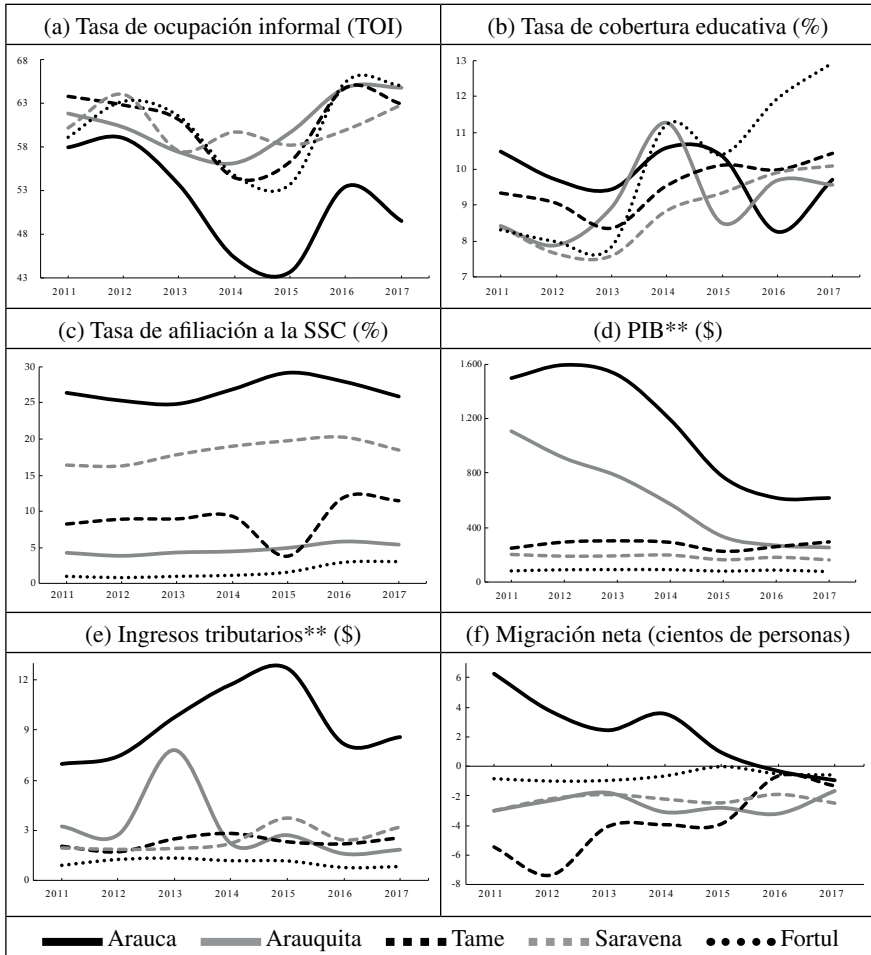 (a) Tasa de ocupación informal (TOI)
68
63
58
53
48
43
2011 2012 2013 2014 2015 2016 2017
(b) Tasa de cobertura educativa (%)
13
12
11
10
9
8
7
2011 2012 2013 2014 2015 2016 2017
(c) Tasa de afiliación a la SSC (%)
30
25
20
15
10
5
0
2011 2012 2013 2014 2015 2016 2017
(d) PIB** ($)
1 600
1 200
800
400
0
2011 2012 2013 2014 2015 2016 2017
(e) Ingresos tributarios** ($)
12
9
6
3
0
2011 2012 2013 2014 2015 2016 2017
(f) Migración neta (cientos de personas)
6
4
2
0
-2
-4
-6
-8
2011 2012 2013 2014 2015 2016 2017
Arauca Arauquita Tame Saravena Fortul